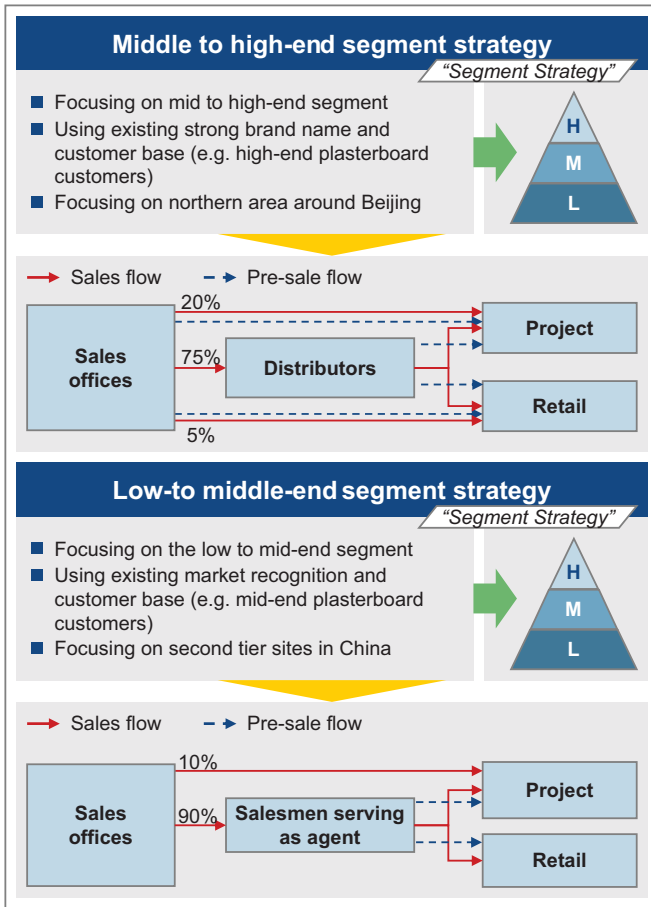 Middle to high-end segment strategy
“Segment Strategy”
Focusing on mid to high-end segment
Using existing strong brand name and
customer base (e.g. high-end plasterboard
customers)
Focusing on northern area around Beijing
H
M
L
Sales flow
Pre-sale flow
20%
Sales
offices
75%
Distributors
Project
Retail
5%
Low-to middle-end segment strategy
“Segment Strategy”
Focusing on the low to mid-end segment
Using existing market recognition and
customer base (e.g. mid-end plasterboard
customers)
Focusing on second tier sites in China
H
M
L
Sales flow
Pre-sale flow
10%
Sales
offices
90%
Salesmen serving
as agent
Project
Retail